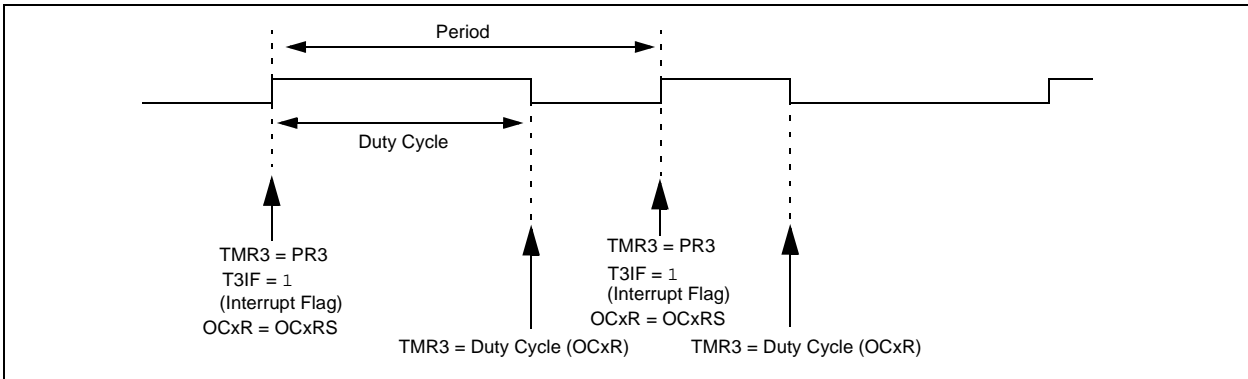 Period
Duty Cycle
TMR3 = PR3
T3IF = 1
(Interrupt Flag)
OCxR = OCxRS
TMR3 = Duty Cycle (OCxR)
TMR3 = PR3
T3IF = 1
(Interrupt Flag)
OCxR = OCxRS
TMR3 = Duty Cycle (OCxR)